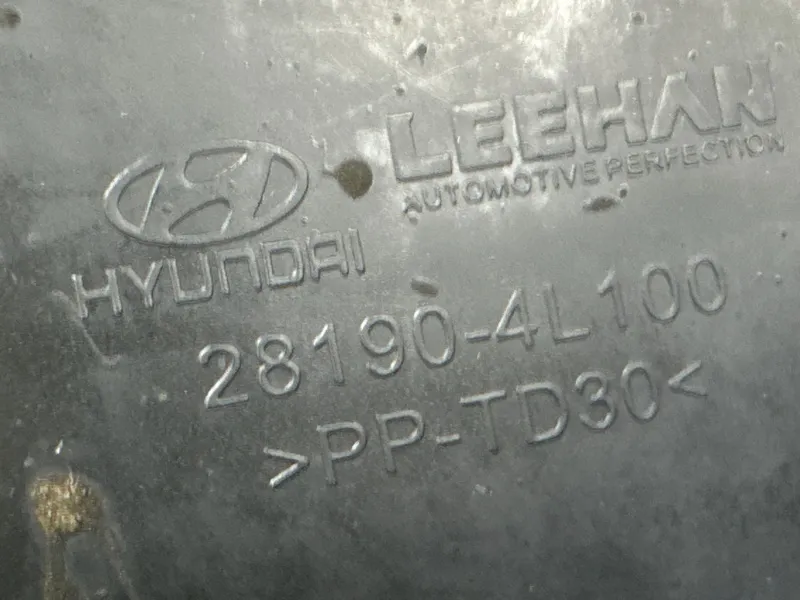 LEEHAN
AUTOMOTIVE PERFECTION
HYUNDAI
28190-4L100
>PP-TD30<